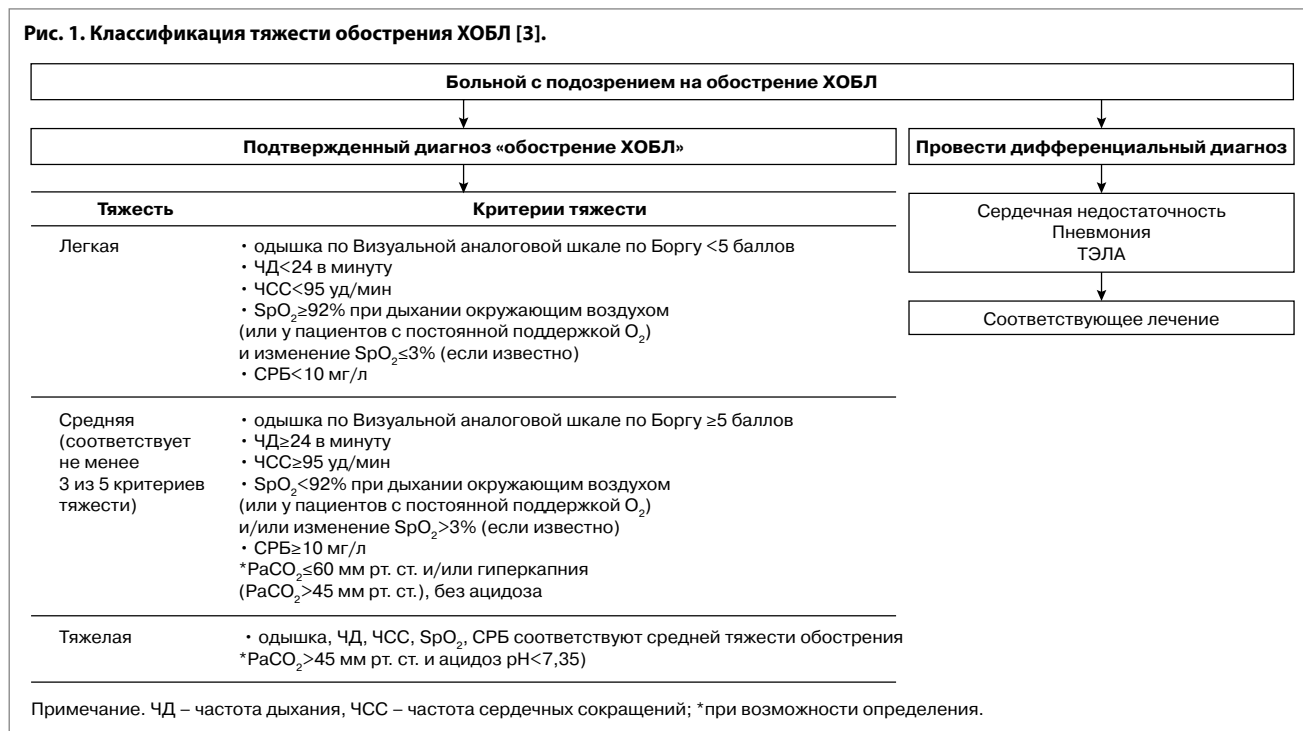 Рис. 1. Классификация тяжести обострения ХОБЛ [3].
Больной с подозрением на обострение ХОБЛ
Подтвержденный диагноз «обострение ХОБЛ»
Провести дифференциальный диагноз
Сердечная недостаточность
Пневмония
ТЭЛА
Соответствующее лечение
Тяжесть Критерии тяжести
Легкая • одышка по Визуальной аналоговой шкале по Боргу <5 баллов
• ЧД<24 в минуту
• ЧСС<95 уд/мин
• SpO₂≥92% при дыхании окружающим воздухом
(или у пациентов с постоянной поддержкой O₂)
и изменение SpO₂≤3% (если известно)
• СРБ<10 мг/л
Средняя • одышка по Визуальной аналоговой шкале по Боргу ≥5 баллов
(соответствует • ЧД≥24 в минуту
не менее • ЧСС≥95 уд/мин
3 из 5 критериев • SpO₂<92% при дыхании окружающим воздухом
тяжести) (или у пациентов с постоянной поддержкой O₂)
и/или изменение SpO₂>3% (если известно)
• СРБ≥10 мг/л
*PaCO₂≤60 мм рт. ст. и/или гиперкапния
(PaCO₂>45 мм рт. ст.), без ацидоза
Тяжелая • одышка, ЧД, ЧСС, SpO₂, СРБ соответствуют средней тяжести обострения
*PaCO₂>45 мм рт. ст. и ацидоз pH<7,35)
Примечание. ЧД – частота дыхания, ЧСС – частота сердечных сокращений; *при возможности определения.